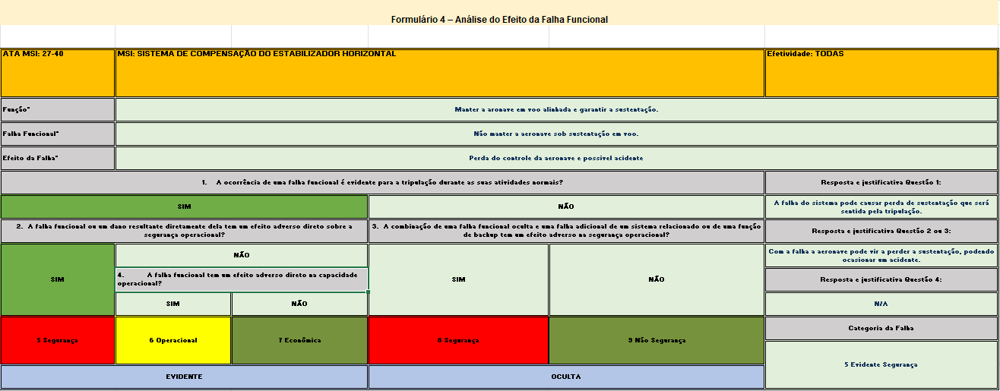 Formulário 4 – Análise do Efeito da Falha Funcional
ATA MSI: 27-40
MSI: SISTEMA DE COMPENSAÇÃO DO ESTABILIZADOR HORIZONTAL
Efetividade: TODAS
Função"
Manter a aronave em voo alinhada e garantir a sustentação.
Falha Funcional"
Não manter a aeronave sob sustentação em voo.
Efeito da Falha"
Perda do controle da aeronave e possivel acidente
1. A ocorrência de uma falha funcional é evidente para a tripulação durante as suas atividades normais?
Resposta e justificativa Questão 1:
SIM
NÃO
A falha do sistema pode causar perda de sustentação que será
sentida pela tripulação.
2. A falha funcional ou um dano resultante diretamente dela tem um efeito adverso direto sobre a
segurança operacional?
3. A combinação de uma falha funcional oculta e uma falha adicional de um sistema relacionado ou de uma função
de backup tem um efeito adverso na segurança operacional?
Resposta e justificativa Questão 2 ou 3:
SIM
NÃO
4. A falha funcional tem um efeito adverso direto na capacidade
operacional?
SIM
NÃO
SIM
NÃO
Com a falha a aeronave pode vir a perder a sustentação, podendo
ocasionar um acidente.
Resposta e justificativa Questão 4:
N/A
5 Segurança
6 Operacional
7 Econômica
8 Segurança
9 Não Segurança
Categoria da Falha
5 Evidente Segurança
EVIDENTE
OCULTA